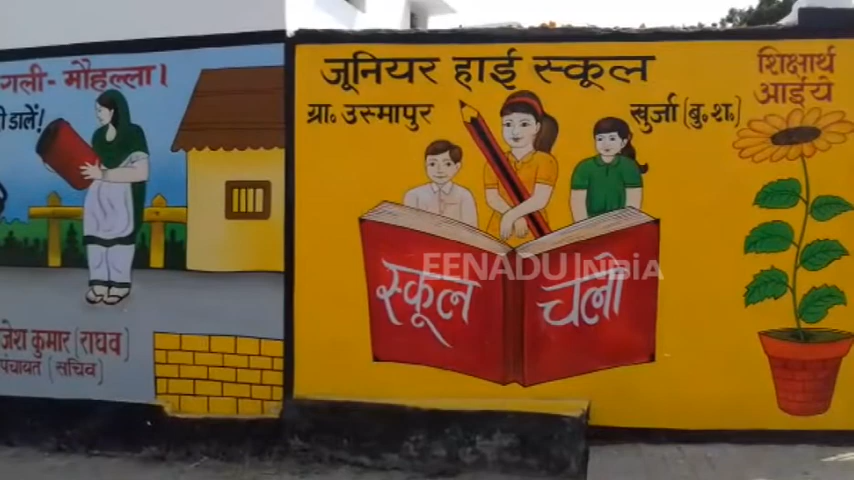 गली-मौहल्ला।
डालें!
जूनियर हाई स्कूल
ग्रा. उस्मापुर
खुर्जा(बु.श.)
शिक्षार्थ
आईये
EENADU INDIA
स्कूल चलो
कुमार (राघव
पंचायत (सचिव)